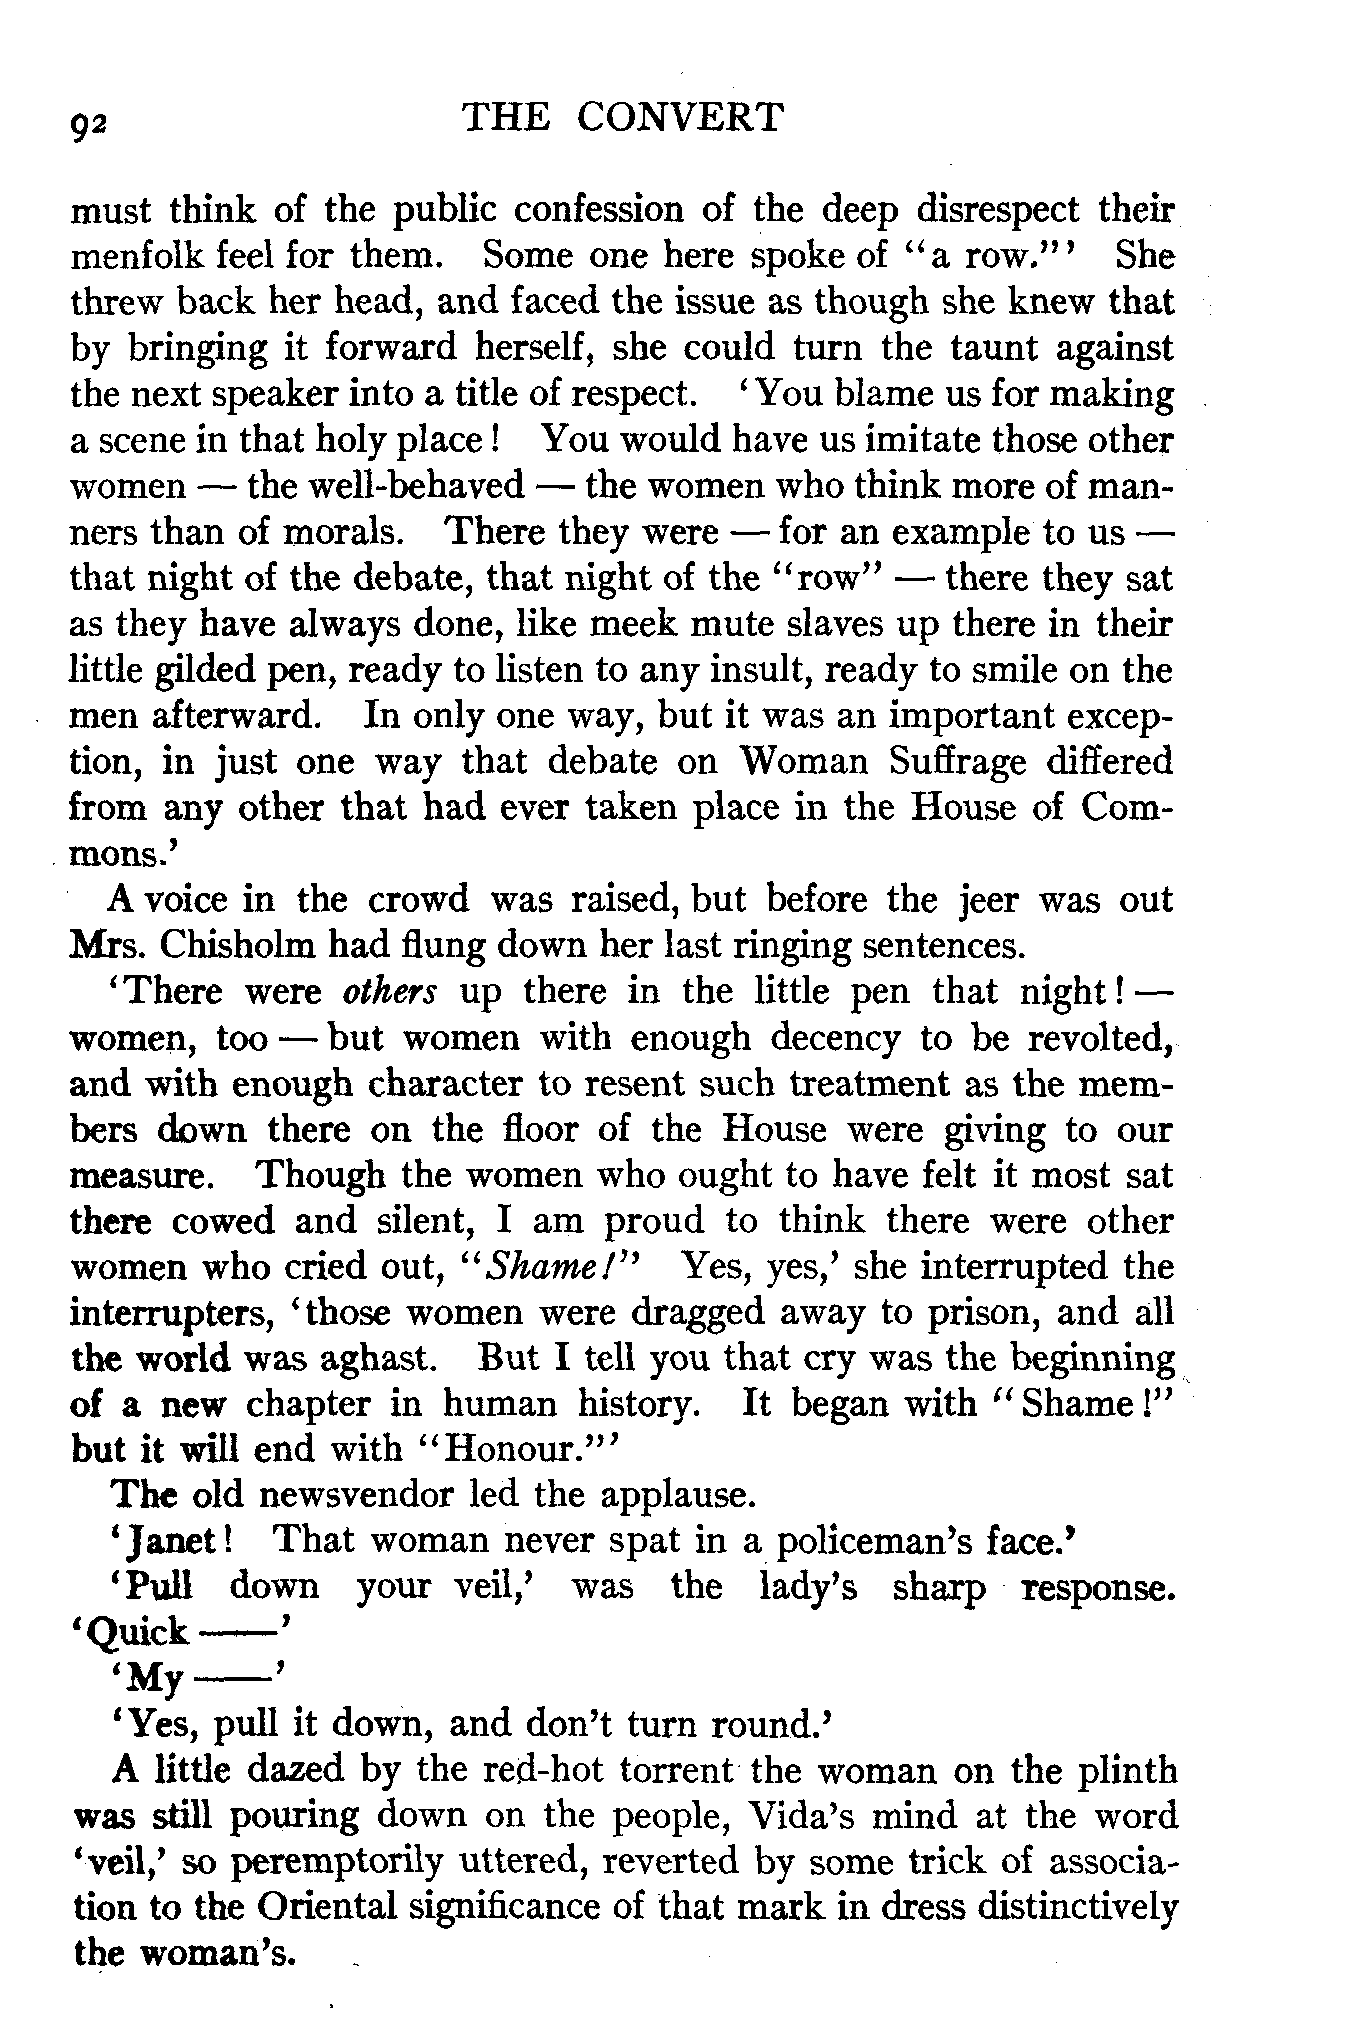 92 THE CONVERT
must think of the public confession of the deep disrespect their
menfolk feel for them. Some one here spoke of “a row.”’ She
threw back her head, and faced the issue as though she knew that
by bringing it forward herself, she could turn the taunt against
the next speaker into a title of respect. ‘You blame us for making
a scene in that holy place! You would have us imitate those other
women — the well-behaved — the women who think more of man-
ners than of morals. There they were — for an example to us —
that night of the debate, that night of the “row” — there they sat
as they have always done, like meek mute slaves up there in their
little gilded pen, ready to listen to any insult, ready to smile on the
men afterward. In only one way, but it was an important excep-
tion, in just one way that debate on Woman Suffrage differed
from any other that had ever taken place in the House of Com-
mons.’
A voice in the crowd was raised, but before the jeer was out
Mrs. Chisholm had flung down her last ringing sentences.
‘There were others up there in the little pen that night! —
women, too — but women with enough decency to be revolted,
and with enough character to resent such treatment as the mem-
bers down there on the floor of the House were giving to our
measure. Though the women who ought to have felt it most sat
there cowed and silent, I am proud to think there were other
women who cried out, “Shame!” Yes, yes,’ she interrupted the
interrupters, ‘those women were dragged away to prison, and all
the world was aghast. But I tell you that cry was the beginning
of a new chapter in human history. It began with “Shame!”
but it will end with “Honour.”’
The old newsvendor led the applause.
‘Janet! That woman never spat in a policeman’s face.’
‘Pull down your veil,’ was the lady’s sharp response.
‘Quick ——’
‘My ——’
‘Yes, pull it down, and don’t turn round.’
A little dazed by the red-hot torrent the woman on the plinth
was still pouring down on the people, Vida’s mind at the word
‘veil,’ so peremptorily uttered, reverted by some trick of associa-
tion to the Oriental significance of that mark in dress distinctively
the woman’s.